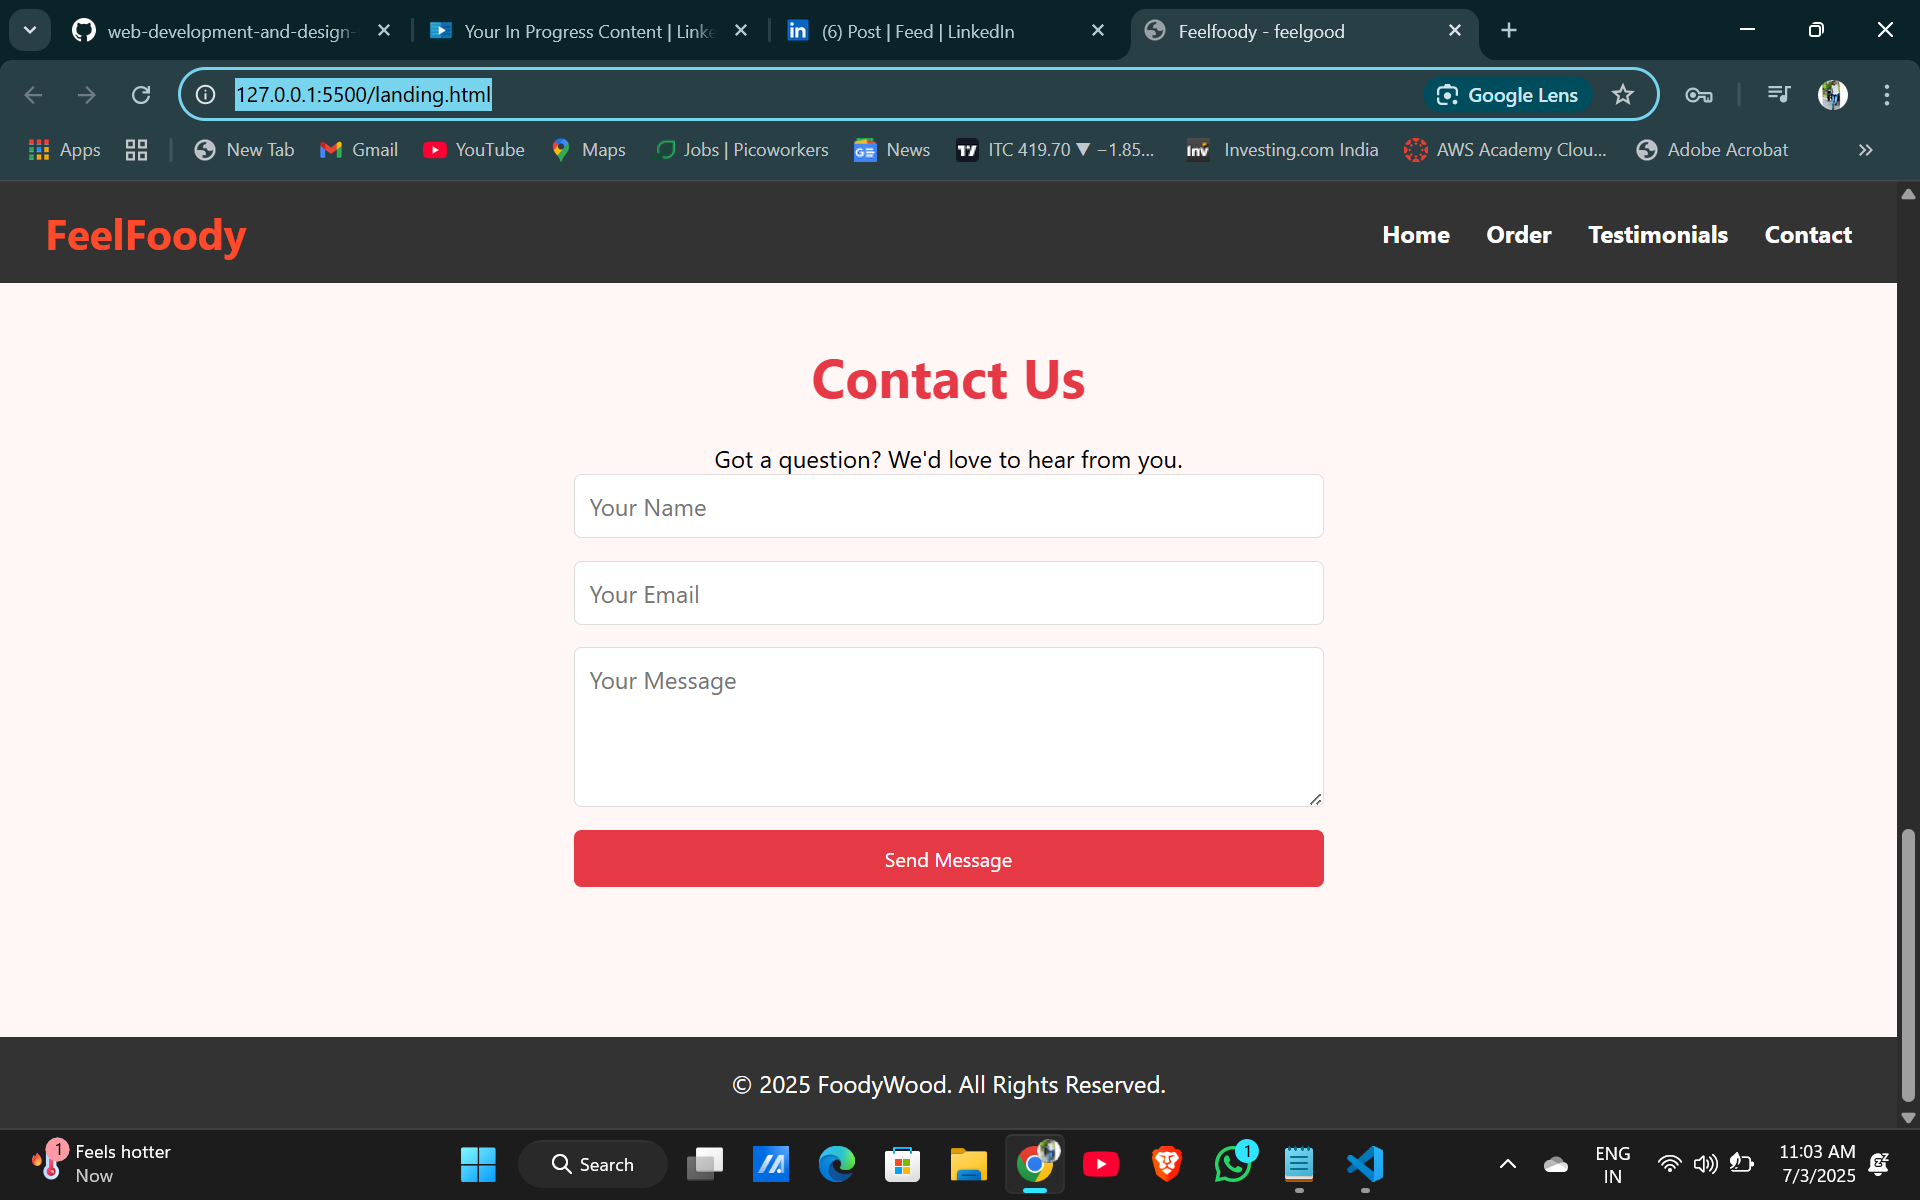 web-development-and-design-
Your In Progress Content | Linke
in
(6) Post | Feed | LinkedIn
Feelfoody - feelgood
127.0.0.1:5500/landing.html
Google Lens
Apps
New Tab
Gmail
YouTube
Maps
Jobs | Picoworkers
GE
News
ITC 419.70 ▼ −1.85...
Inv
Investing.com India
AWS Academy Clou...
Adobe Acrobat
FeelFoody
Home
Order
Testimonials
Contact
Contact Us
Got a question? We'd love to hear from you.
Your Name
Your Email
Your Message
Send Message
© 2025 FoodyWood. All Rights Reserved.
1
Feels hotter
Now
Search
1
ENG
IN
11:03 AM
7/3/2025